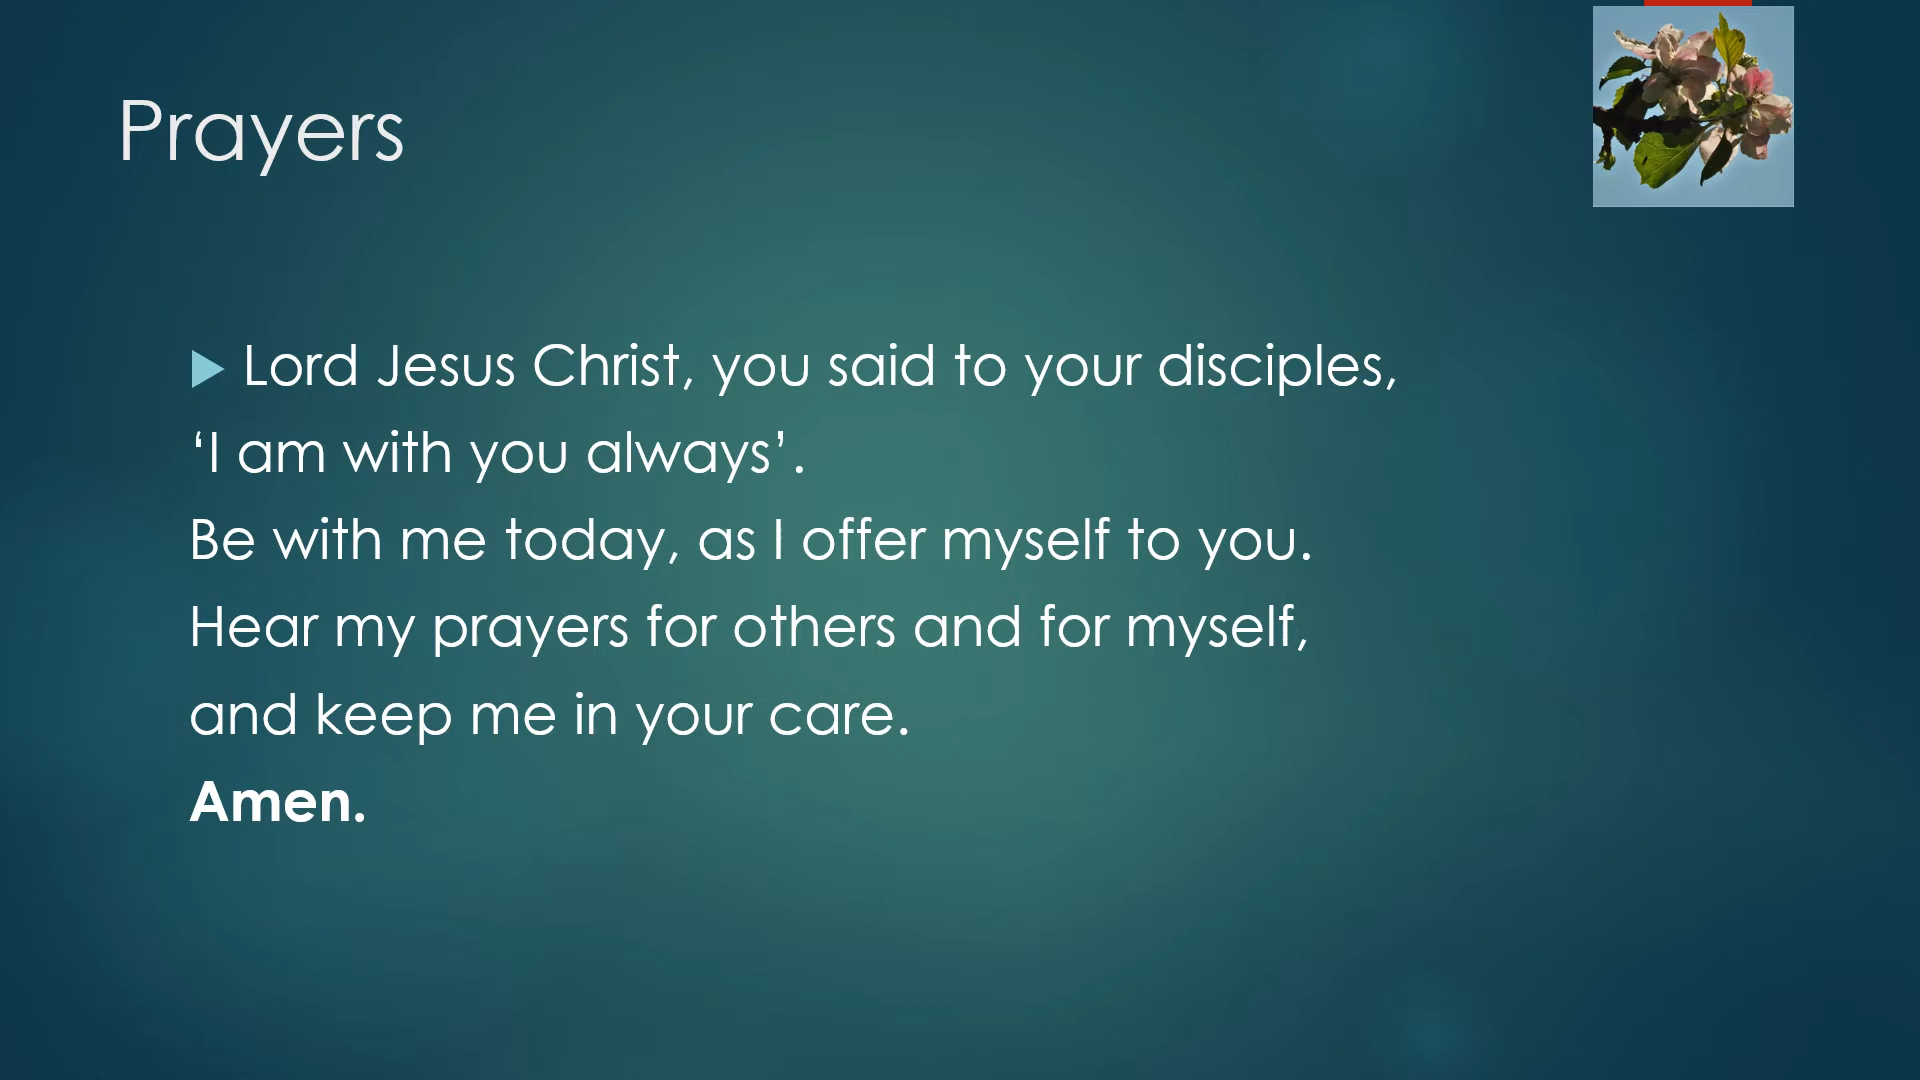 Prayers
Lord Jesus Christ, you said to your disciples,
‘I am with you always’.
Be with me today, as I offer myself to you.
Hear my prayers for others and for myself,
and keep me in your care.
Amen.